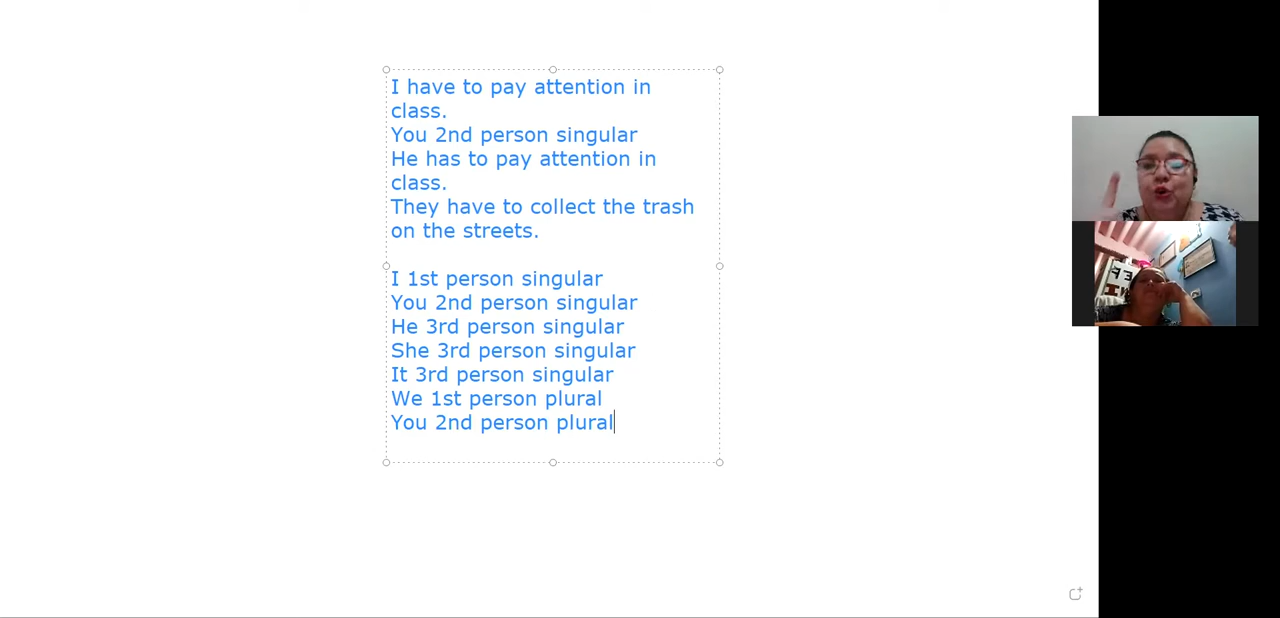 I have to pay attention in
class.
You 2nd person singular
He has to pay attention in
class.
They have to collect the trash
on the streets.
I 1st person singular
You 2nd person singular
He 3rd person singular
She 3rd person singular
It 3rd person singular
We 1st person plural
You 2nd person plural